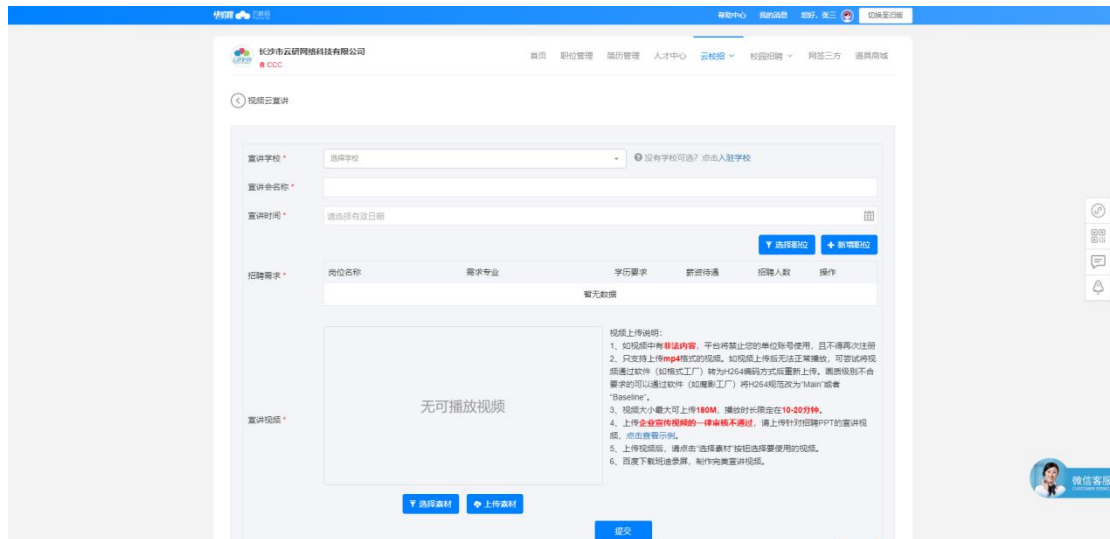 帮助中心 我的消息 您好，张三 切换至旧版
长沙市云研网络科技有限公司
CCC
首页 职位管理 简历管理 人才中心 云校招 校园招聘 网签三方 道具商城
视频云宣讲
宣讲学校 * 选择学校 没有学校可选？点击入驻学校
宣讲会名称 *
宣讲时间 * 请选择有效日期
选择职位 新增职位
招聘需求 * 岗位名称 需求专业 学历要求 薪资待遇 招聘人数 操作
暂无数据
宣讲视频 *
无可播放视频
视频上传说明：
1、如视频中有非法内容，平台将禁止您的单位账号使用，且不得再次注册
2、只支持上传mp4格式的视频。如视频上传后无法正常播放，可尝试将视
频通过软件（如格式工厂）转为H264编码方式后重新上传。画质级别不合
要求的可以通过软件（如魔影工厂）将H264规范改为“Main”或者
“Baseline”。
3、视频大小最大可上传180M，播放时长限定在10-20分钟。
4、上传企业宣传视频的一律审核不通过，请上传针对招聘PPT的宣讲视
频，点击查看示例。
5、上传视频后，请点击“选择素材”按钮选择要使用的视频。
6、百度下载班迪录屏，制作完美宣讲视频。
选择素材 上传素材
提交
微信客服